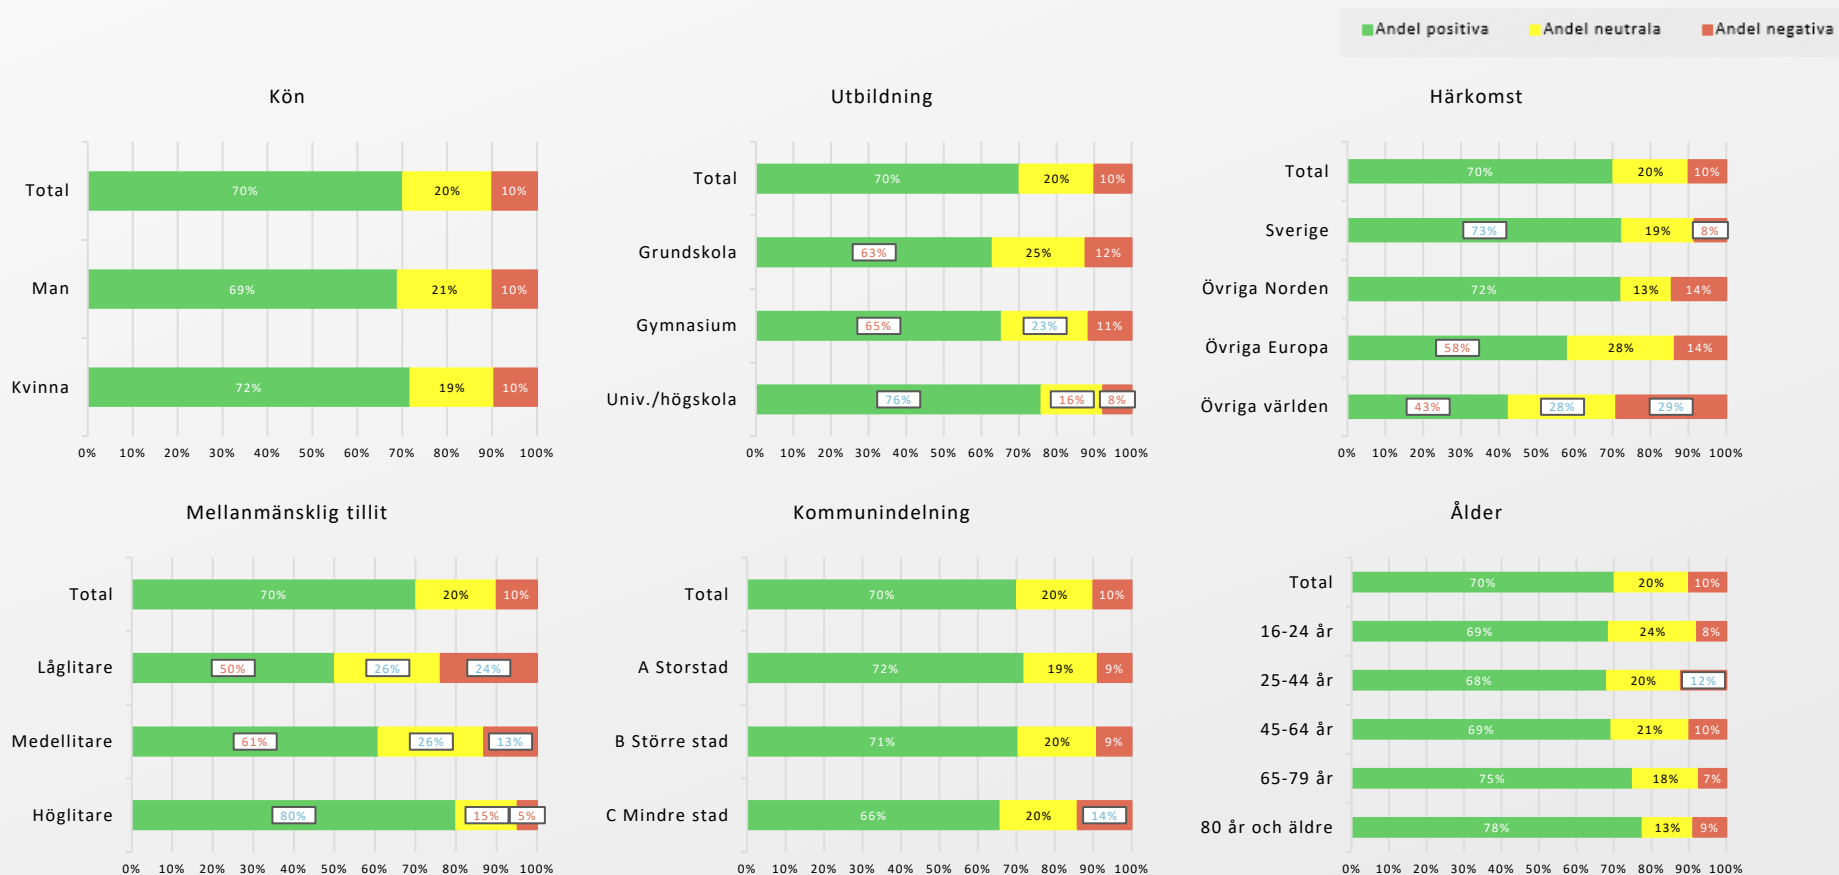 Andel positiva Andel neutrala Andel negativa
Kön
Total 70% 20% 10%
Man 69% 21% 10%
Kvinna 72% 19% 10%
0% 10% 20% 30% 40% 50% 60% 70% 80% 90% 100%
Utbildning
Total 70% 20% 10%
Grundskola 63% 25% 12%
Gymnasium 65% 23% 11%
Univ./högskola 76% 16% 8%
0% 10% 20% 30% 40% 50% 60% 70% 80% 90% 100%
Härkomst
Total 70% 20% 10%
Sverige 73% 19% 8%
Övriga Norden 72% 13% 14%
Övriga Europa 58% 28% 14%
Övriga världen 43% 28% 29%
0% 10% 20% 30% 40% 50% 60% 70% 80% 90% 100%
Mellanmänsklig tillit
Total 70% 20% 10%
Låglitare 50% 26% 24%
Medellitare 61% 26% 13%
Höglitare 80% 15% 5%
0% 10% 20% 30% 40% 50% 60% 70% 80% 90% 100%
Kommunindelning
Total 70% 20% 10%
A Storstad 72% 19% 9%
B Större stad 71% 20% 9%
C Mindre stad 66% 20% 14%
0% 10% 20% 30% 40% 50% 60% 70% 80% 90% 100%
Ålder
Total 70% 20% 10%
16-24 år 69% 24% 8%
25-44 år 68% 20% 12%
45-64 år 69% 21% 10%
65-79 år 75% 18% 7%
80 år och äldre 78% 13% 9%
0% 10% 20% 30% 40% 50% 60% 70% 80% 90% 100%